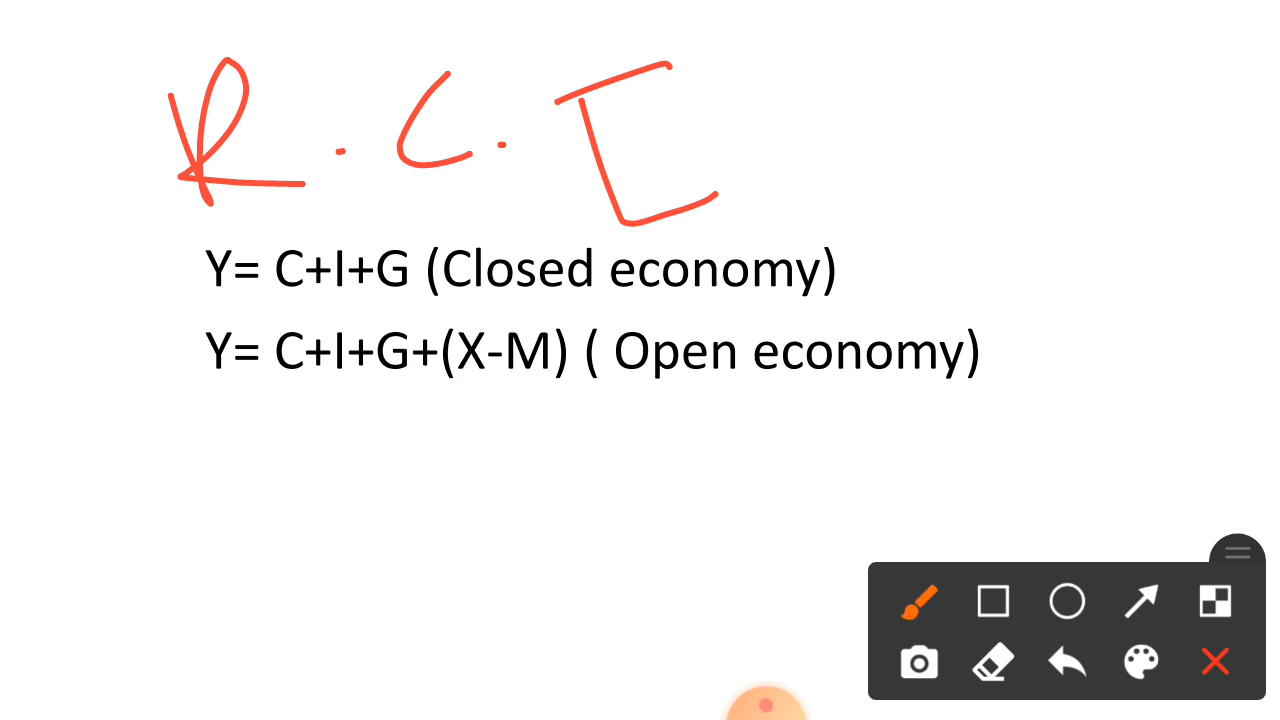 R. C. I
Y= C+I+G (Closed economy)
Y= C+I+G+(X-M) ( Open economy)